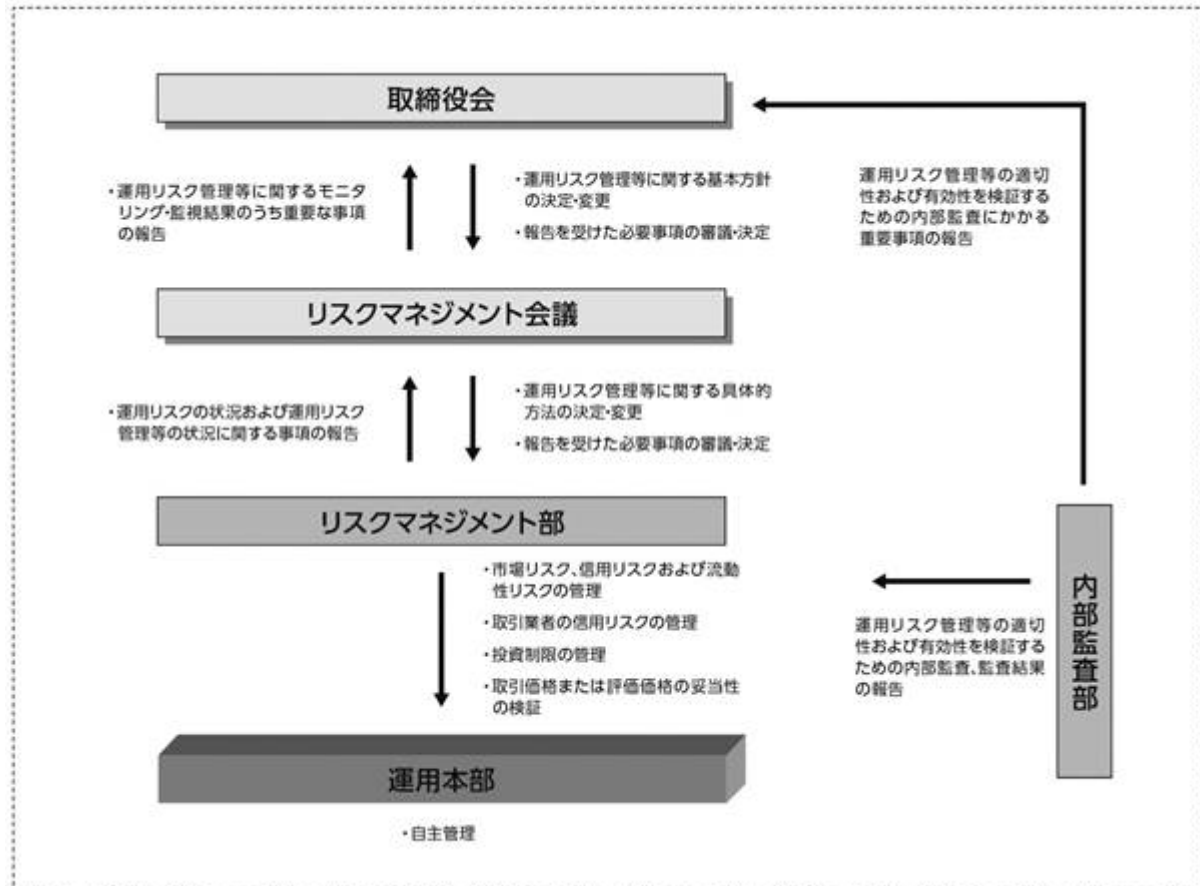 取締役会
・運用リスク管理等に関するモニタ
リング・監視結果のうち重要な事項
の報告
・運用リスク管理等に関する基本方針
の決定・変更
・報告を受けた必要事項の審議・決定
運用リスク管理等の適切
性および有効性を検証する
ための内部監査にかかる
重要事項の報告
リスクマネジメント会議
・運用リスクの状況および運用リスク
管理等の状況に関する事項の報告
・運用リスク管理等に関する具体的
方法の決定・変更
・報告を受けた必要事項の審議・決定
リスクマネジメント部
・市場リスク、信用リスクおよび流動
性リスクの管理
・取引業者の信用リスクの管理
・投資制限の管理
・取引価格または評価価格の妥当性
の検証
運用リスク管理等の適切
性および有効性を検証する
ための内部監査、監査結果
の報告
内部監査部
運用本部
・自主管理